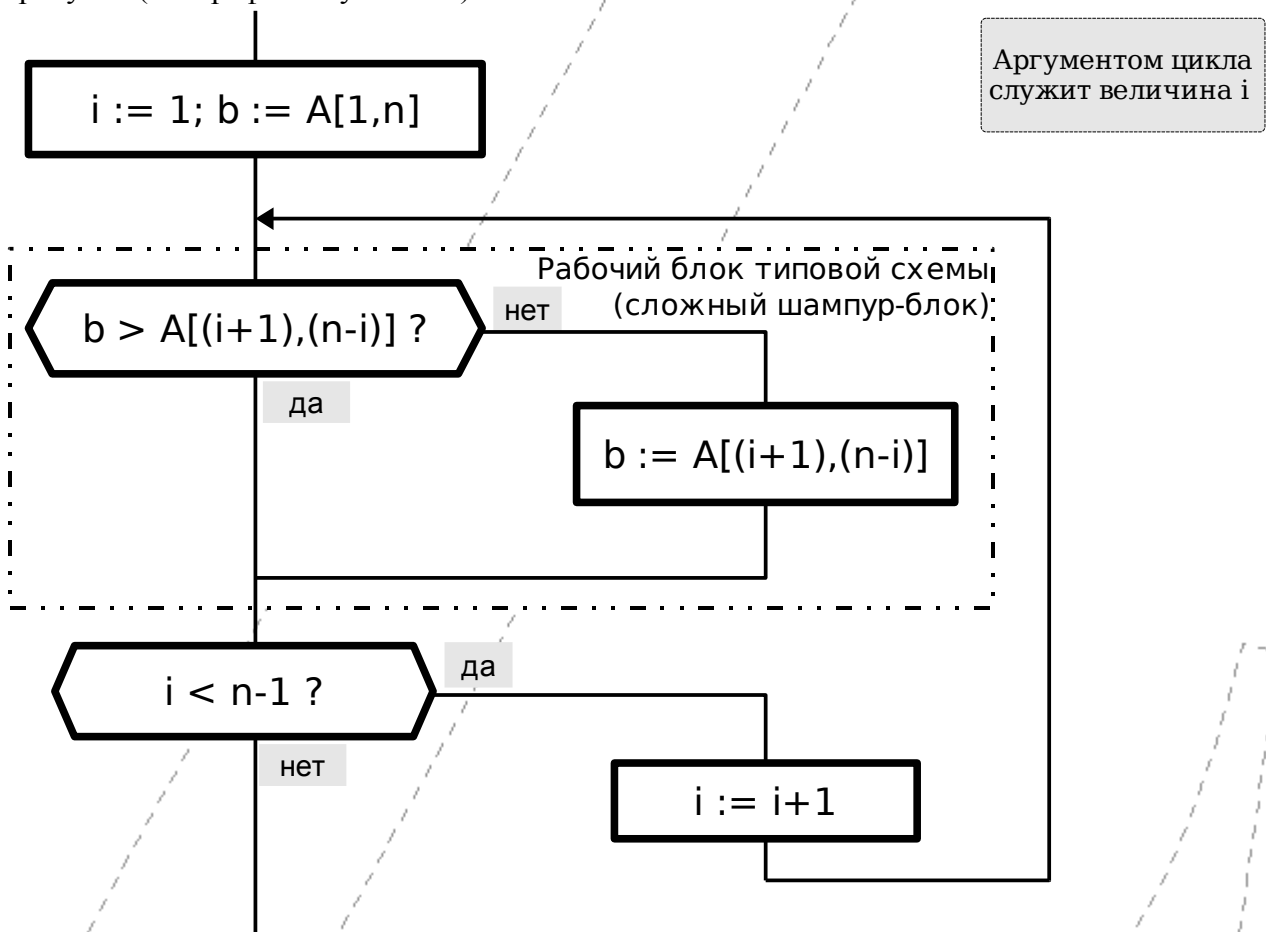 Аргументом цикла
служит величина i
i := 1; b := A[1,n]
Рабочий блок типовой схемы
(сложный шампур-блок)
b > A[(i+1),(n-i)] ?
нет
да
b := A[(i+1),(n-i)]
i < n-1 ?
да
нет
i := i+1